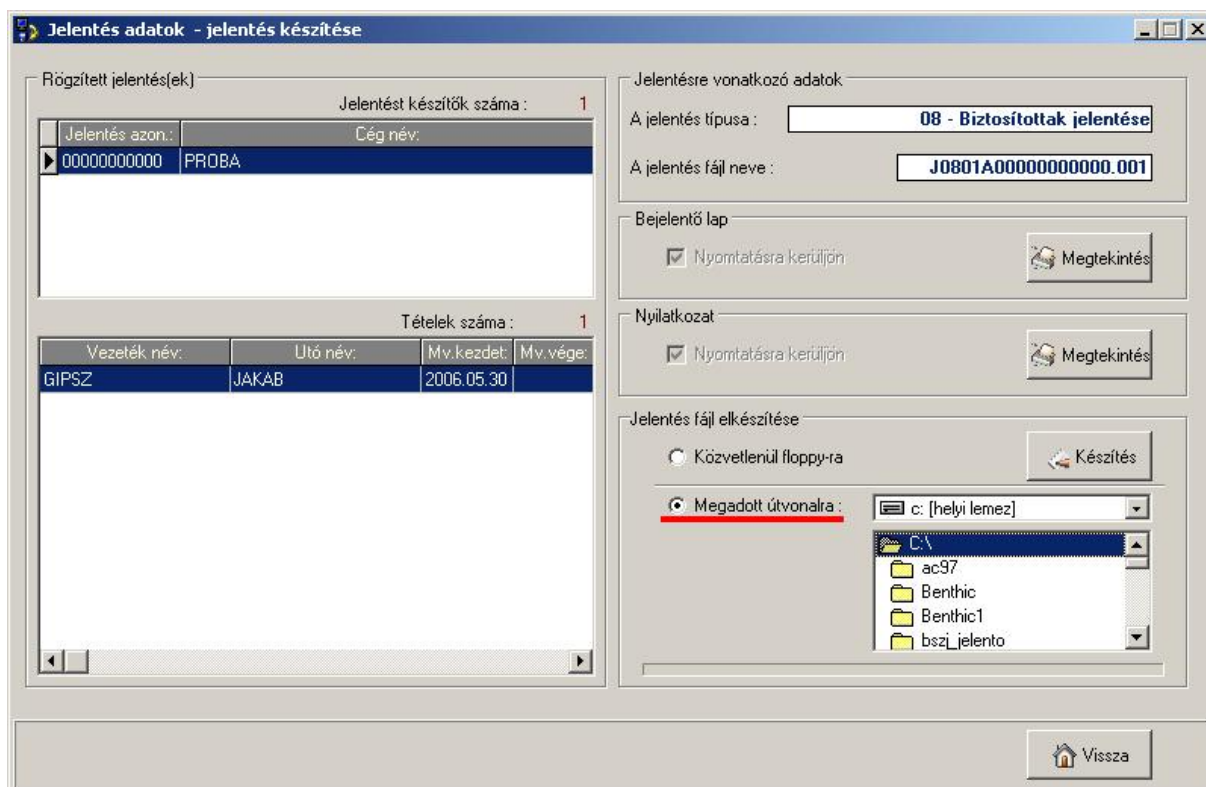 Jelentés adatok - jelentés készítése
Rögzített jelentés(ek)
Jelentést készítők száma : 1
Jelentés azon.: Cég név:
00000000000 PROBA
Tételek száma : 1
Vezeték név: Utó név: Mv.kezdet: Mv.vége:
GIPSZ JAKAB 2006.05.30
Jelentésre vonatkozó adatok
A jelentés típusa : 08 - Biztosítottak jelentése
A jelentés fájl neve : J0801A00000000000.001
Bejelentő lap
Nyomtatásra kerüljön Megtekintés
Nyilatkozat
Nyomtatásra kerüljön Megtekintés
Jelentés fájl elkészítése
Közvetlenül floppy-ra Készítés
Megadott útvonalra : c: [helyi lemez]
C:\
ac97
Benthic
Benthic1
bszj_jelento
Vissza